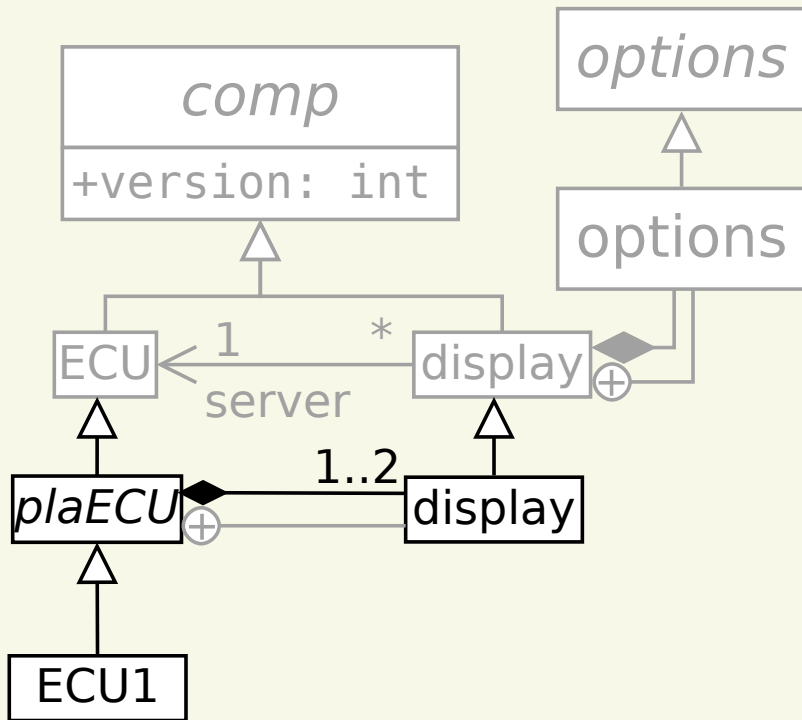 options
comp
+version: int
options
ECU
1
*
display
server
plaECU
1..2
display
ECU1